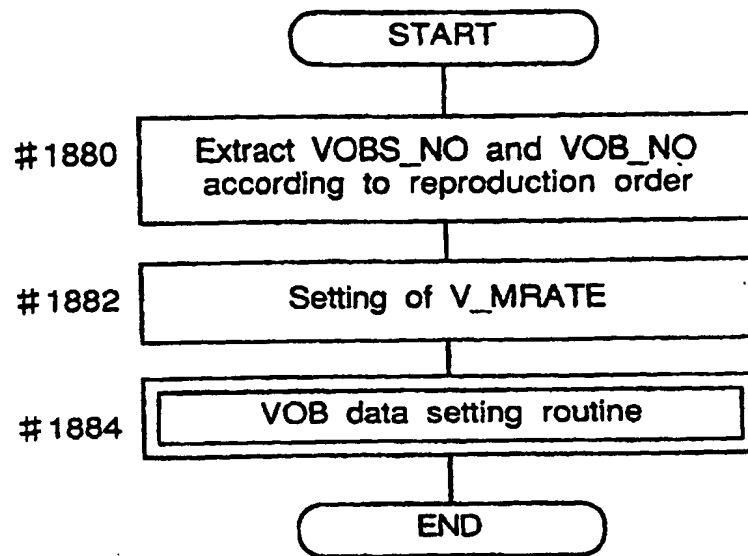 START
#1880
Extract VOBS_NO and VOB_NO
according to reproduction order
#1882
Setting of V_MRATE
#1884
VOB data setting routine
END